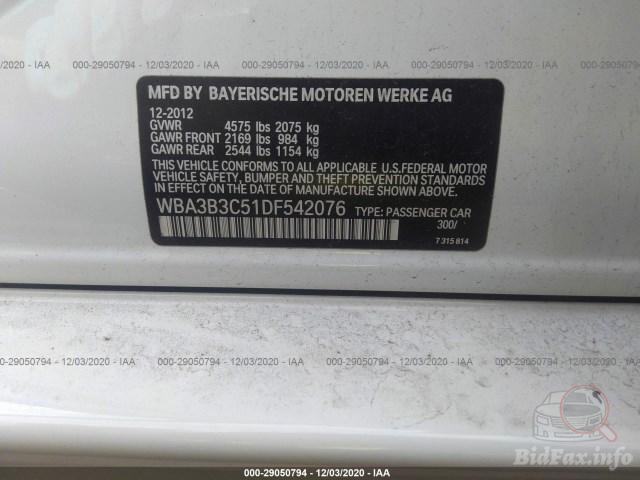 000-29050794 - 12/03/2020 - IAA
MFD BY BAYERISCHE MOTOREN WERKE AG
12-2012
GVWR 4575 lbs 2075 kg
GAWR FRONT 2169 lbs 984 kg
GAWR REAR 2544 lbs 1154 kg
THIS VEHICLE CONFORMS TO ALL APPLICABLE U.S.FEDERAL MOTOR
VEHICLE SAFETY, BUMPER AND THEFT PREVENTION STANDARDS
IN EFFECT ON THE DATE OF MANUFACTURE SHOWN ABOVE.
WBA3B3C51DF542076 TYPE: PASSENGER CAR
300/
7 315 814
000-29050794 - 12/03/2020 - IAA
BidFax.info
000-29050794 - 12/03/2020 - IAA